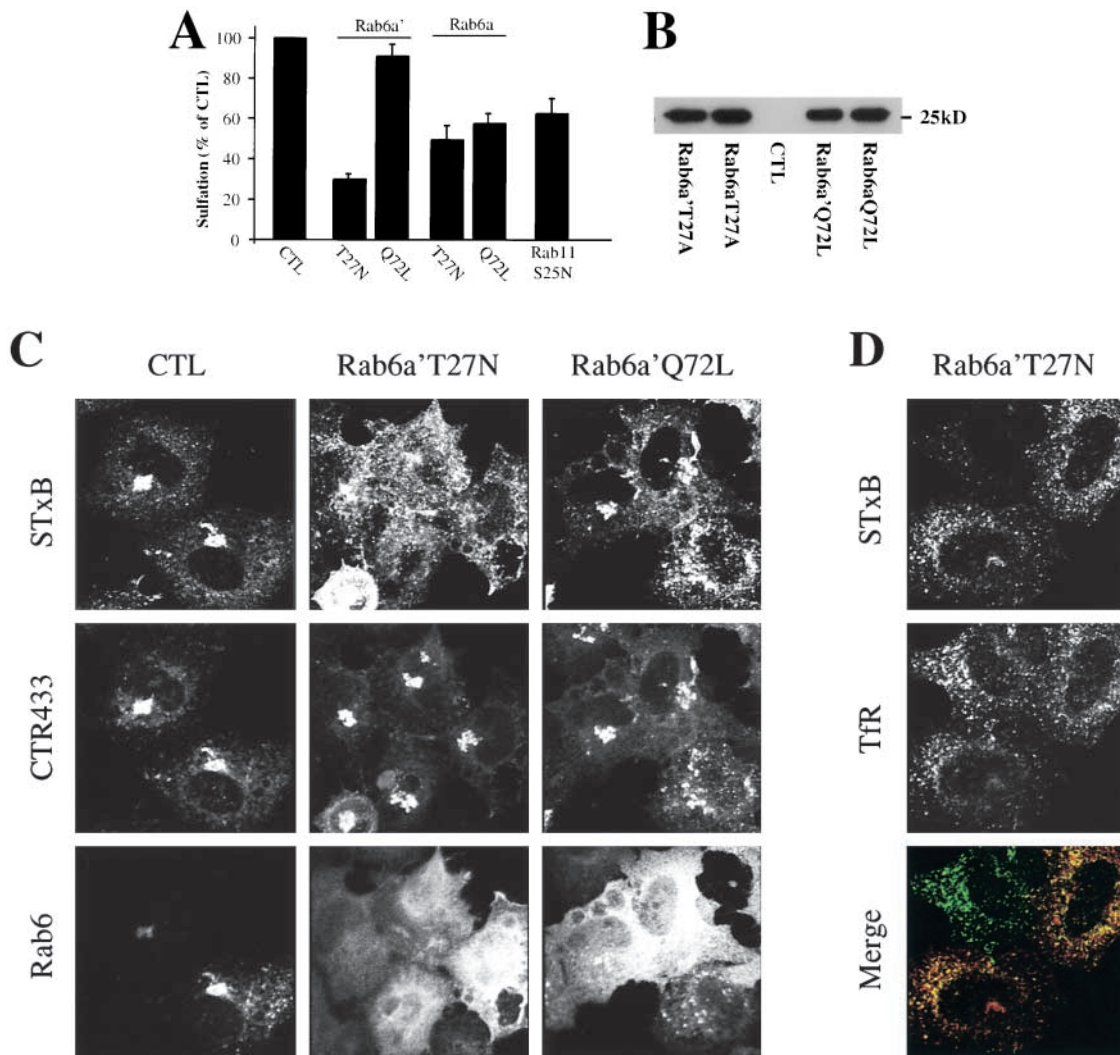 A
Rab6a'
Rab6a
Sulfation (% of CTL)
100
80
60
40
20
0
CTL
T27N
Q72L
T27N
Q72L
Rab11
S25N
B
25kD
Rab6a'T27A
Rab6aT27A
CTL
Rab6a'Q72L
Rab6aQ72L
C
CTL
Rab6a'T27N
Rab6a'Q72L
STxB
CTR433
Rab6
D
Rab6a'T27N
STxB
TfR
Merge